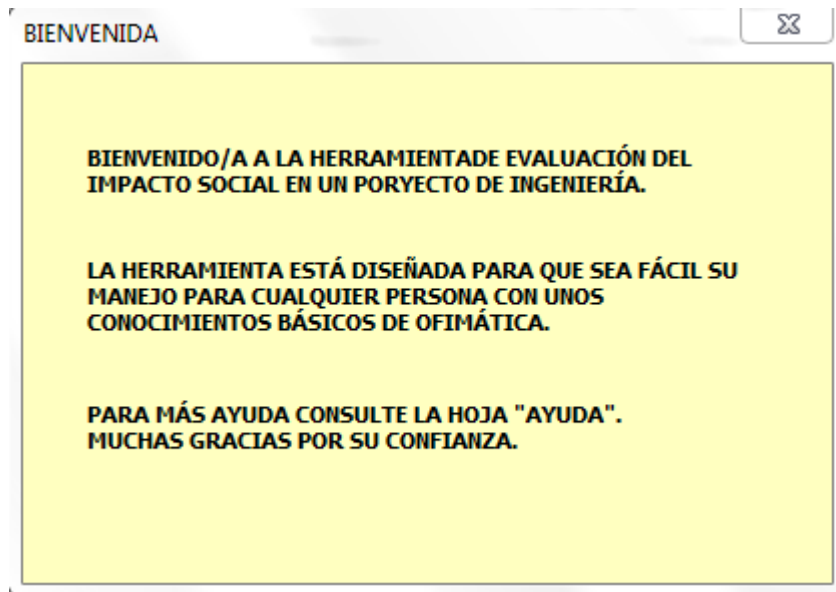 BIENVENIDA
BIENVENIDO/A A LA HERRAMIENTADE EVALUACIÓN DEL
IMPACTO SOCIAL EN UN PORYECTO DE INGENIERÍA.
LA HERRAMIENTA ESTÁ DISEÑADA PARA QUE SEA FÁCIL SU
MANEJO PARA CUALQUIER PERSONA CON UNOS
CONOCIMIENTOS BÁSICOS DE OFIMÁTICA.
PARA MÁS AYUDA CONSULTE LA HOJA "AYUDA".
MUCHAS GRACIAS POR SU CONFIANZA.